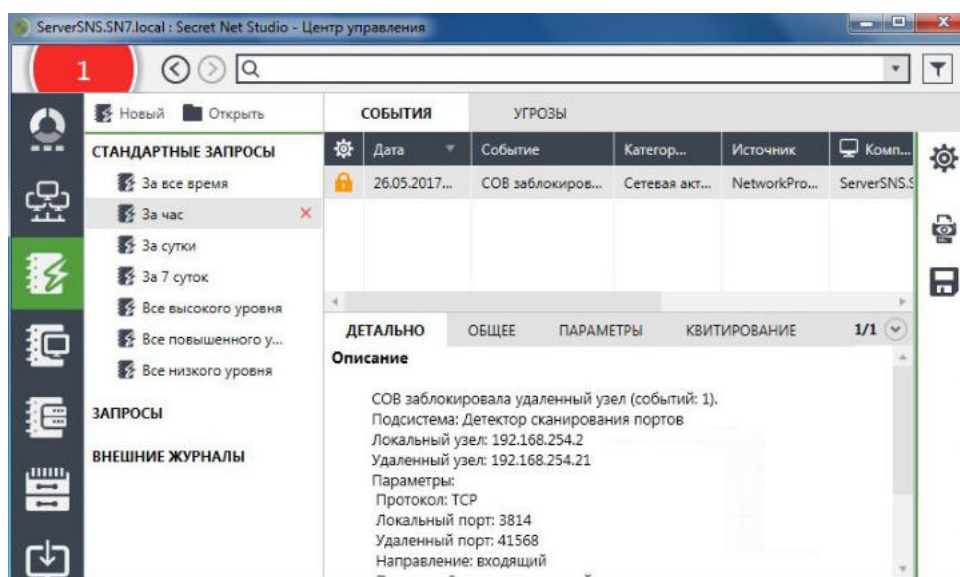 ServerSNS.SN7.local : Secret Net Studio - Центр управления
1
Новый Открыть
СТАНДАРТНЫЕ ЗАПРОСЫ
За все время
За час
За сутки
За 7 суток
Все высокого уровня
Все повышенного у...
Все низкого уровня
ЗАПРОСЫ
ВНЕШНИЕ ЖУРНАЛЫ
СОБЫТИЯ УГРОЗЫ
Дата Событие Категор... Источник Комп...
26.05.2017... СОВ заблокиров... Сетевая акт... NetworkPro... ServerSNS.S
ДЕТАЛЬНО ОБЩЕЕ ПАРАМЕТРЫ КВИТИРОВАНИЕ 1/1
Описание
СОВ заблокировала удаленный узел (событий: 1).
Подсистема: Детектор сканирования портов
Локальный узел: 192.168.254.2
Удаленный узел: 192.168.254.21
Параметры:
Протокол: TCP
Локальный порт: 3814
Удаленный порт: 41568
Направление: входящий